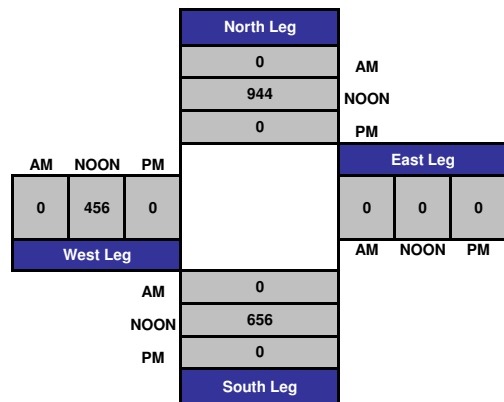 North Leg
0 AM
944 NOON
0 PM
AM NOON PM East Leg
0 456 0 0 0 0
West Leg AM NOON PM
AM 0
NOON 656
PM 0
South Leg